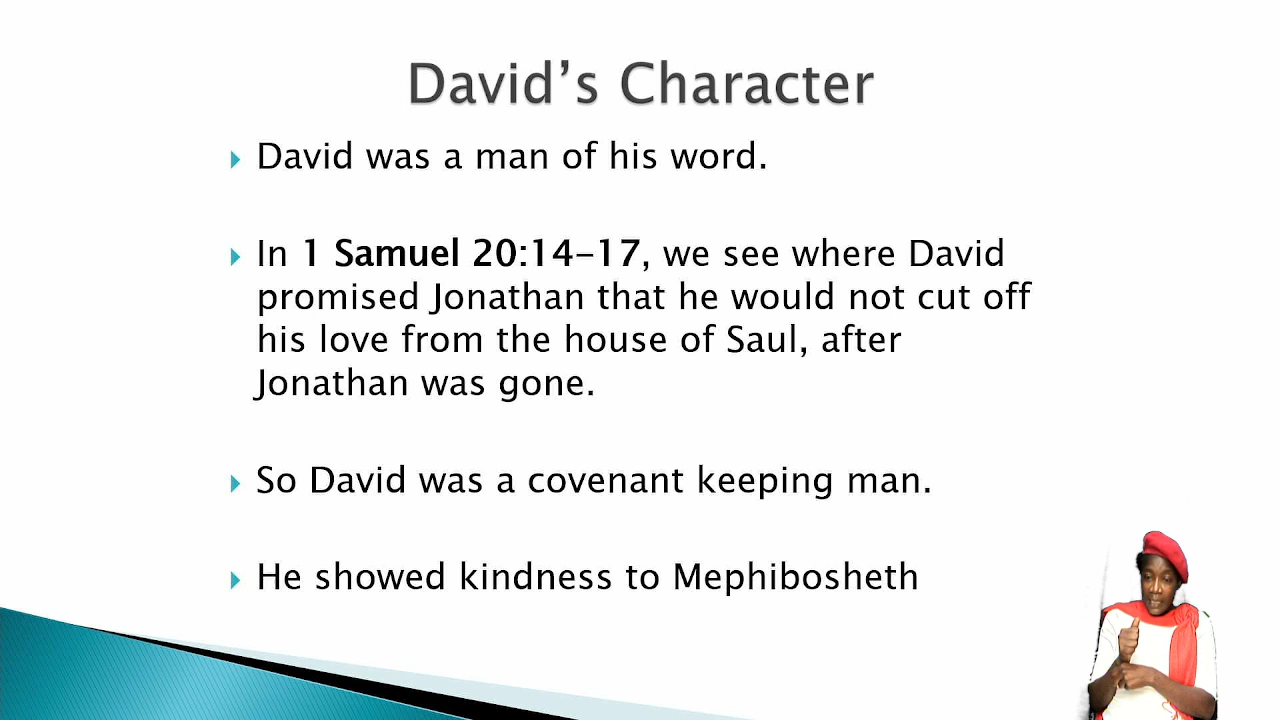 David’s Character
David was a man of his word.
In 1 Samuel 20:14-17, we see where David
promised Jonathan that he would not cut off
his love from the house of Saul, after
Jonathan was gone.
So David was a covenant keeping man.
He showed kindness to Mephibosheth